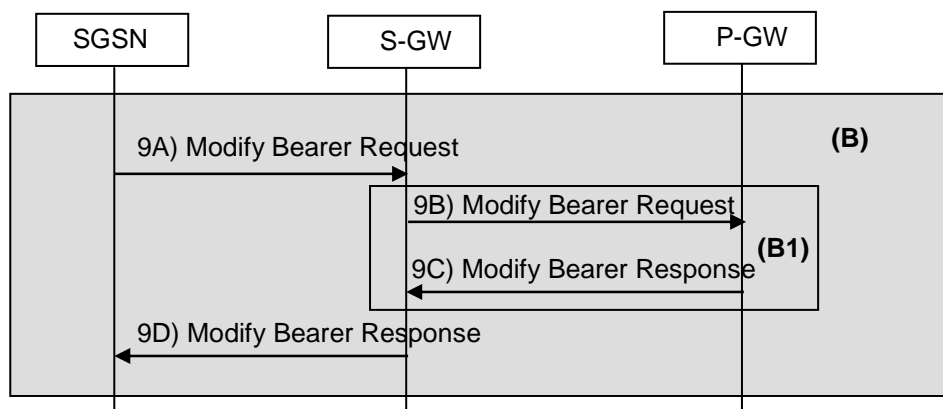 SGSN
S-GW
P-GW
(B)
9A) Modify Bearer Request
9B) Modify Bearer Request
(B1)
9C) Modify Bearer Response
9D) Modify Bearer Response